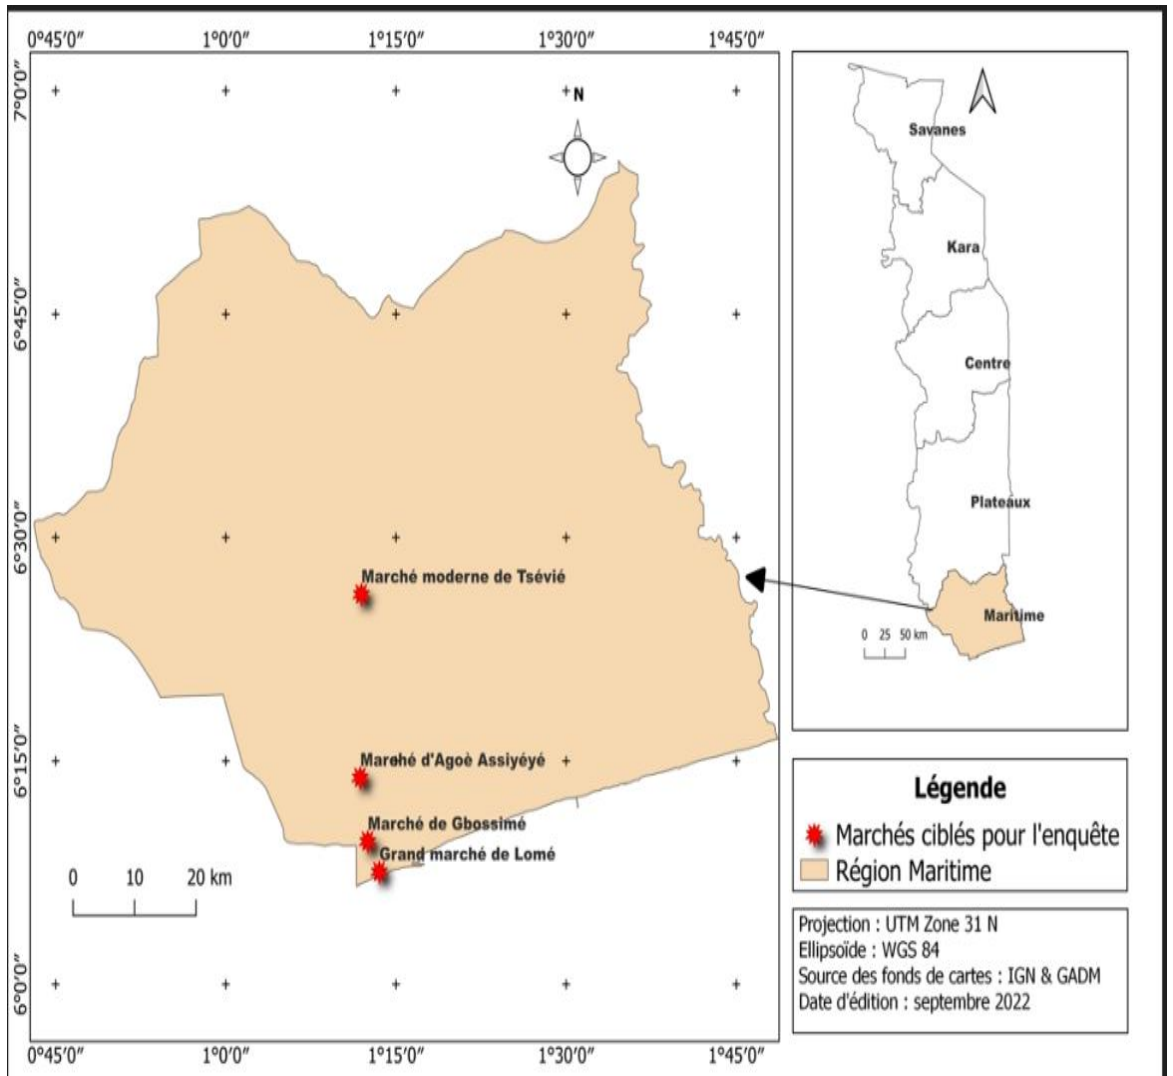 0°45'0" 1°0'0" 1°15'0" 1°30'0" 1°45'0"
7°0'0"
6°45'0"
6°30'0"
6°15'0"
6°0'0"
N
Marché moderne de Tsévié
Marché d'Agoè Assiyéyé
Marché de Gbossimé
Grand marché de Lomé
0 10 20 km
0°45'0" 1°0'0" 1°15'0" 1°30'0" 1°45'0"
Savanes
Kara
Centre
Plateaux
Maritime
0 25 50 km
Légende
Marchés ciblés pour l'enquête
Région Maritime
Projection : UTM Zone 31 N
Ellipsoïde : WGS 84
Source des fonds de cartes : IGN & GADM
Date d'édition : septembre 2022